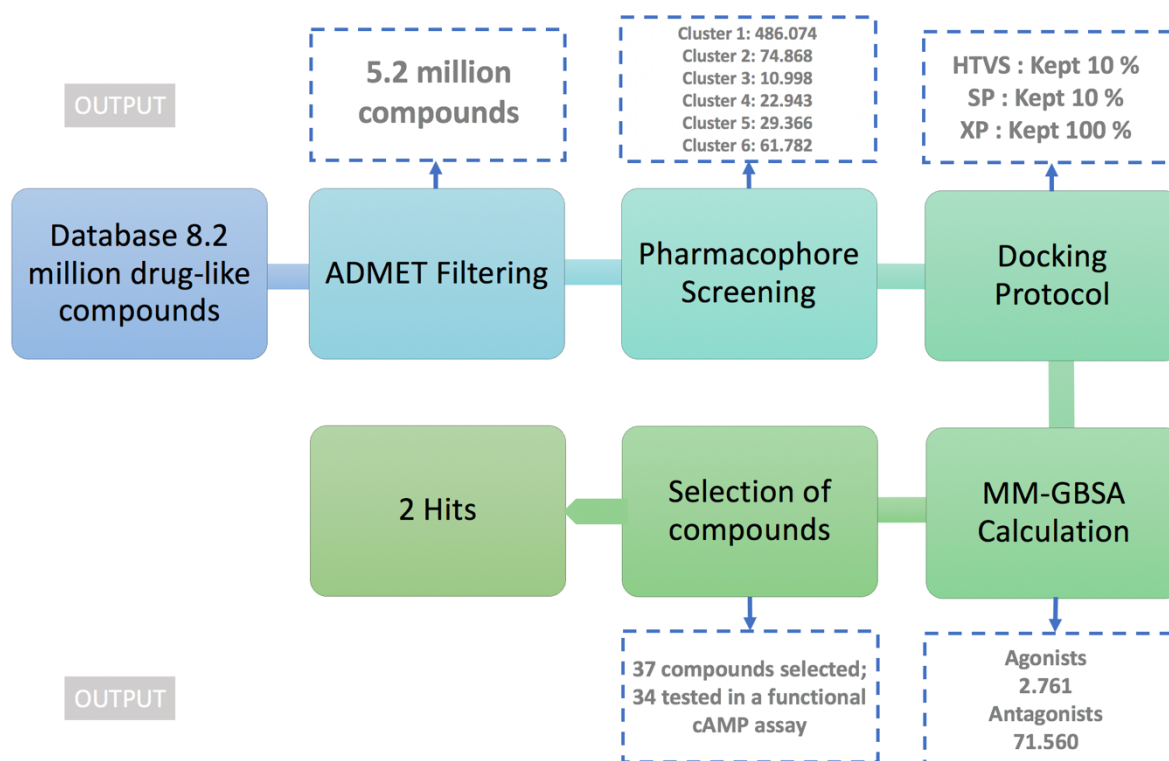 OUTPUT
5.2 million
compounds
Cluster 1: 486.074
Cluster 2: 74.868
Cluster 3: 10.998
Cluster 4: 22.943
Cluster 5: 29.366
Cluster 6: 61.782
HTVS : Kept 10 %
SP : Kept 10 %
XP : Kept 100 %
Database 8.2
million drug-like
compounds
ADMET Filtering
Pharmacophore
Screening
Docking
Protocol
2 Hits
Selection of
compounds
MM-GBSA
Calculation
OUTPUT
37 compounds selected;
34 tested in a functional
cAMP assay
Agonists
2.761
Antagonists
71.560